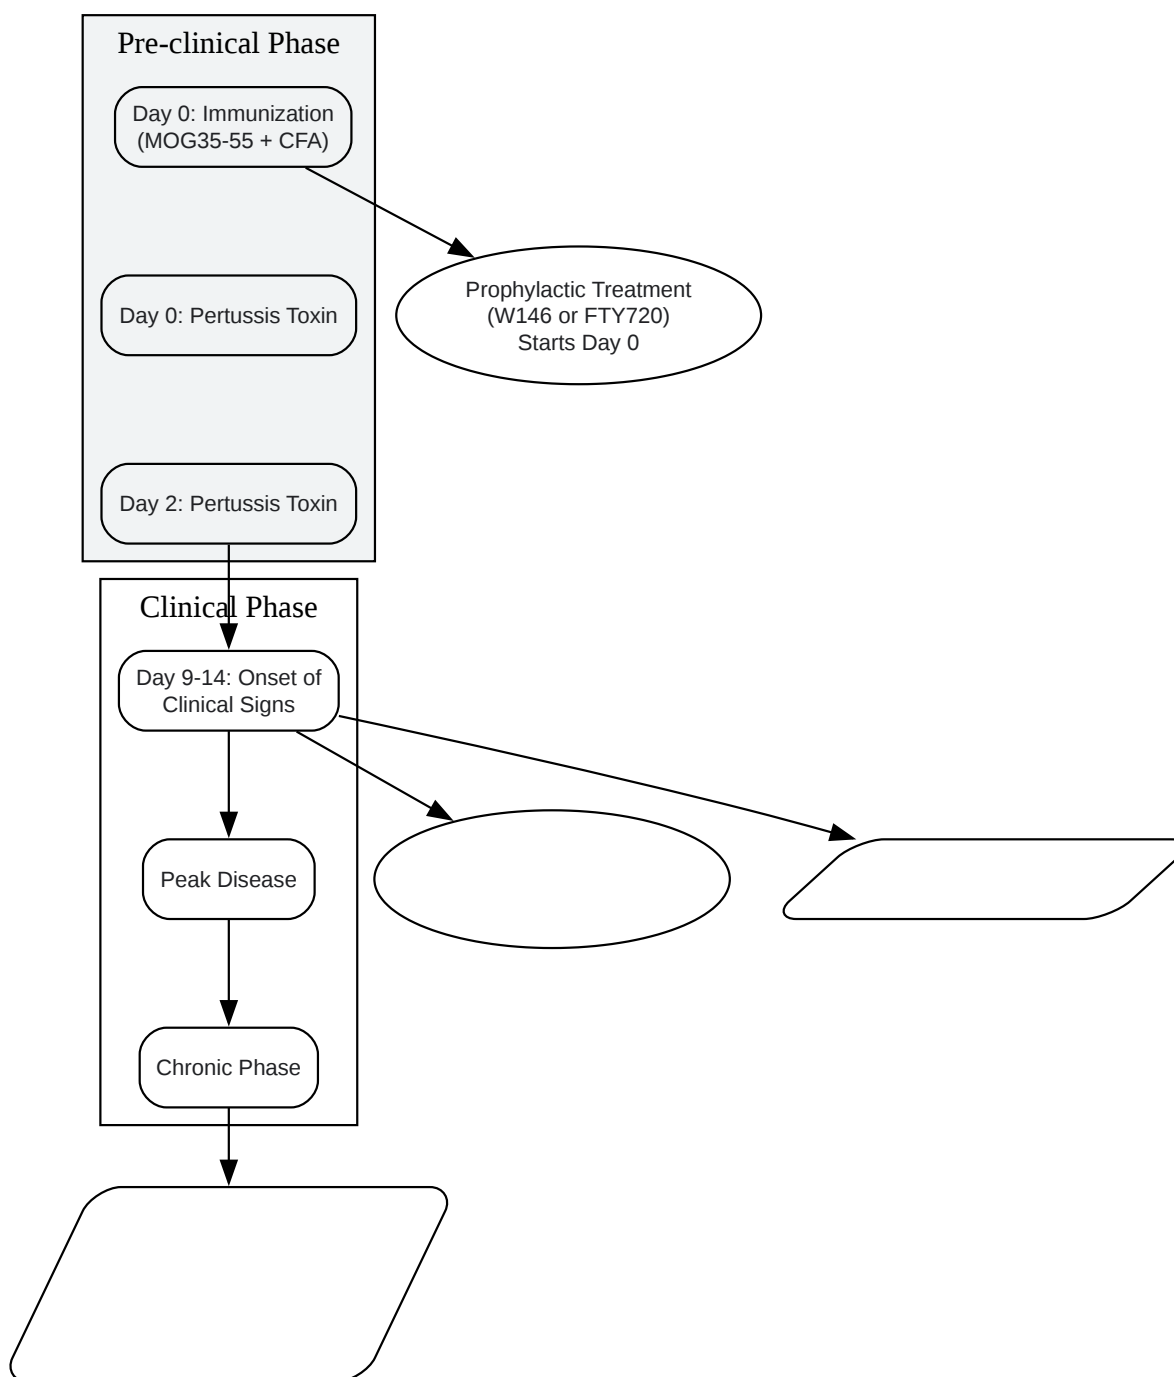 Pre-clinical Phase
Day 0: Immunization
(MOG35-55 + CFA)
Day 0: Pertussis Toxin
Prophylactic Treatment
(W146 or FTY720)
Starts Day 0
Day 2: Pertussis Toxin
Clinical Phase
Day 9-14: Onset of
Clinical Signs
Peak Disease
Chronic Phase